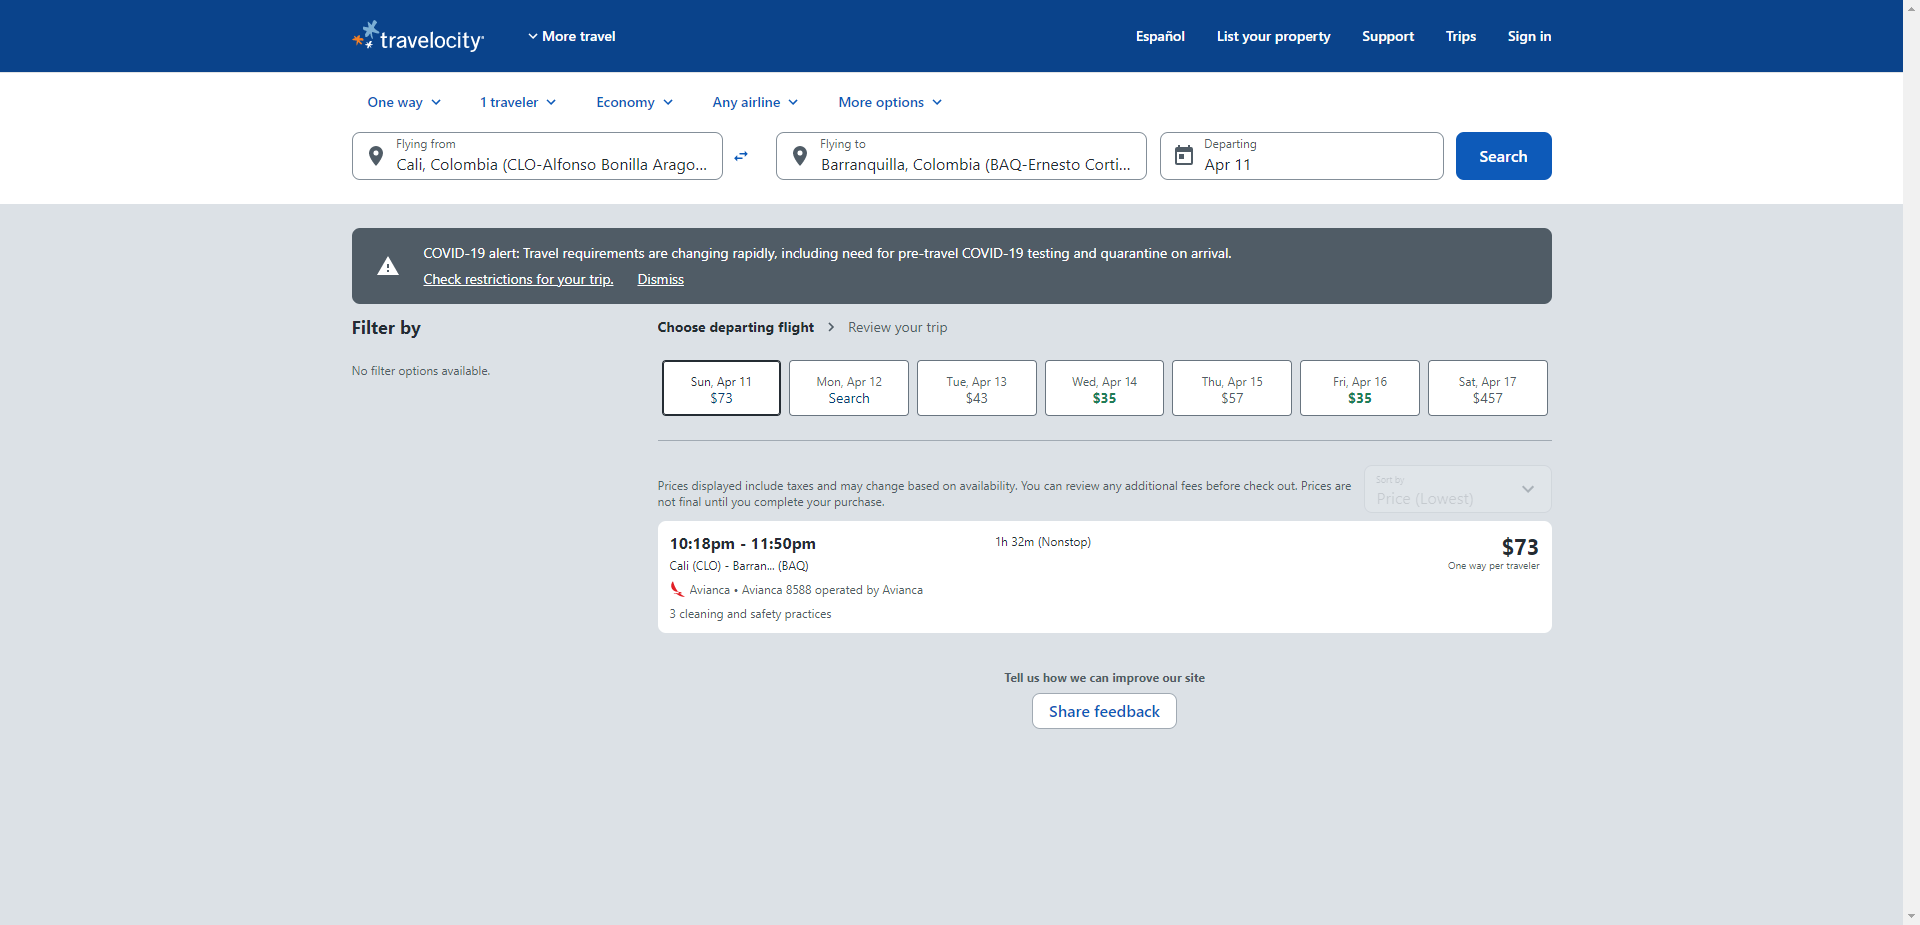 travelocity
More travel
Español
List your property
Support
Trips
Sign in
One way
1 traveler
Economy
Any airline
More options
Flying from
Cali, Colombia (CLO-Alfonso Bonilla Arago...
Flying to
Barranquilla, Colombia (BAQ-Ernesto Corti...
Departing
Apr 11
Search
COVID-19 alert: Travel requirements are changing rapidly, including need for pre-travel COVID-19 testing and quarantine on arrival.
Check restrictions for your trip.
Dismiss
Filter by
No filter options available.
Choose departing flight
Review your trip
Sun, Apr 11
$73
Mon, Apr 12
Search
Tue, Apr 13
$43
Wed, Apr 14
$35
Thu, Apr 15
$57
Fri, Apr 16
$35
Sat, Apr 17
$457
Prices displayed include taxes and may change based on availability. You can review any additional fees before check out. Prices are
not final until you complete your purchase.
Sort by
Price (Lowest)
10:18pm - 11:50pm
Cali (CLO) - Barran... (BAQ)
Avianca • Avianca 8588 operated by Avianca
3 cleaning and safety practices
1h 32m (Nonstop)
$73
One way per traveler
Tell us how we can improve our site
Share feedback